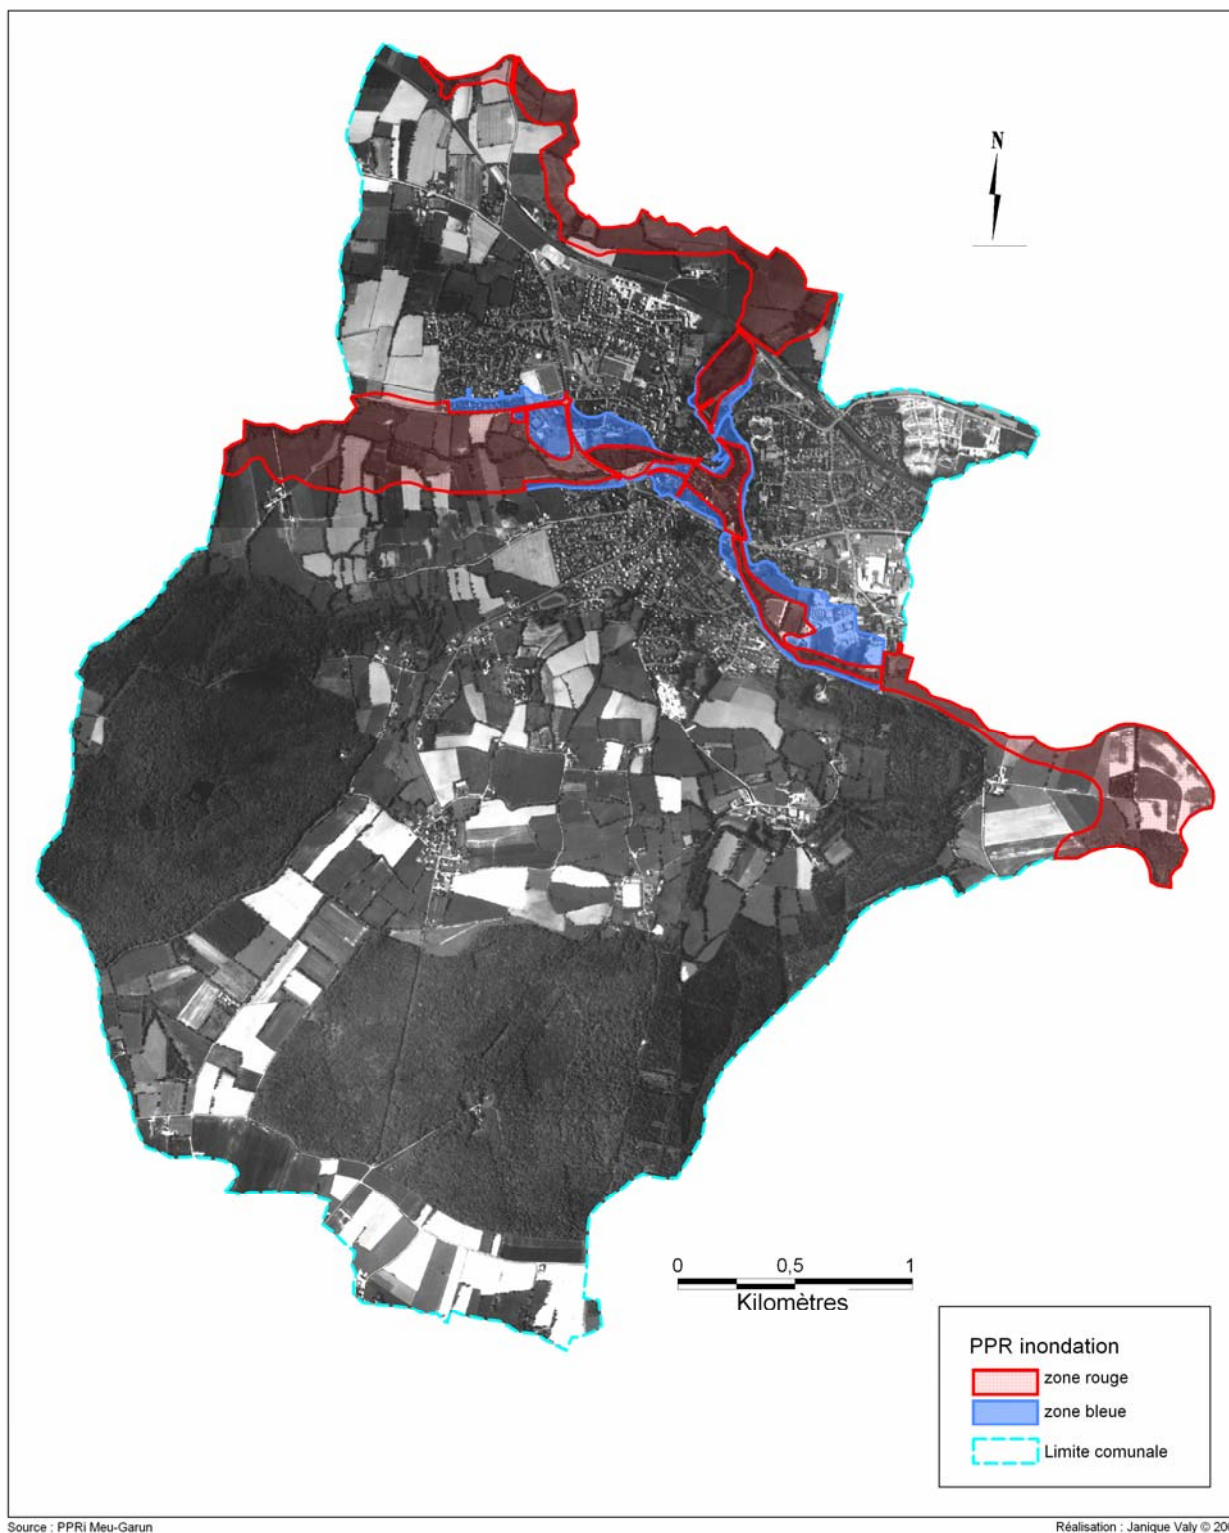 N
0 0,5 1
Kilomètres
PPR inondation
zone rouge
zone bleue
Limite comunale
Source : PPRi Meu-Garun
Réalisation : Janique Valy ©